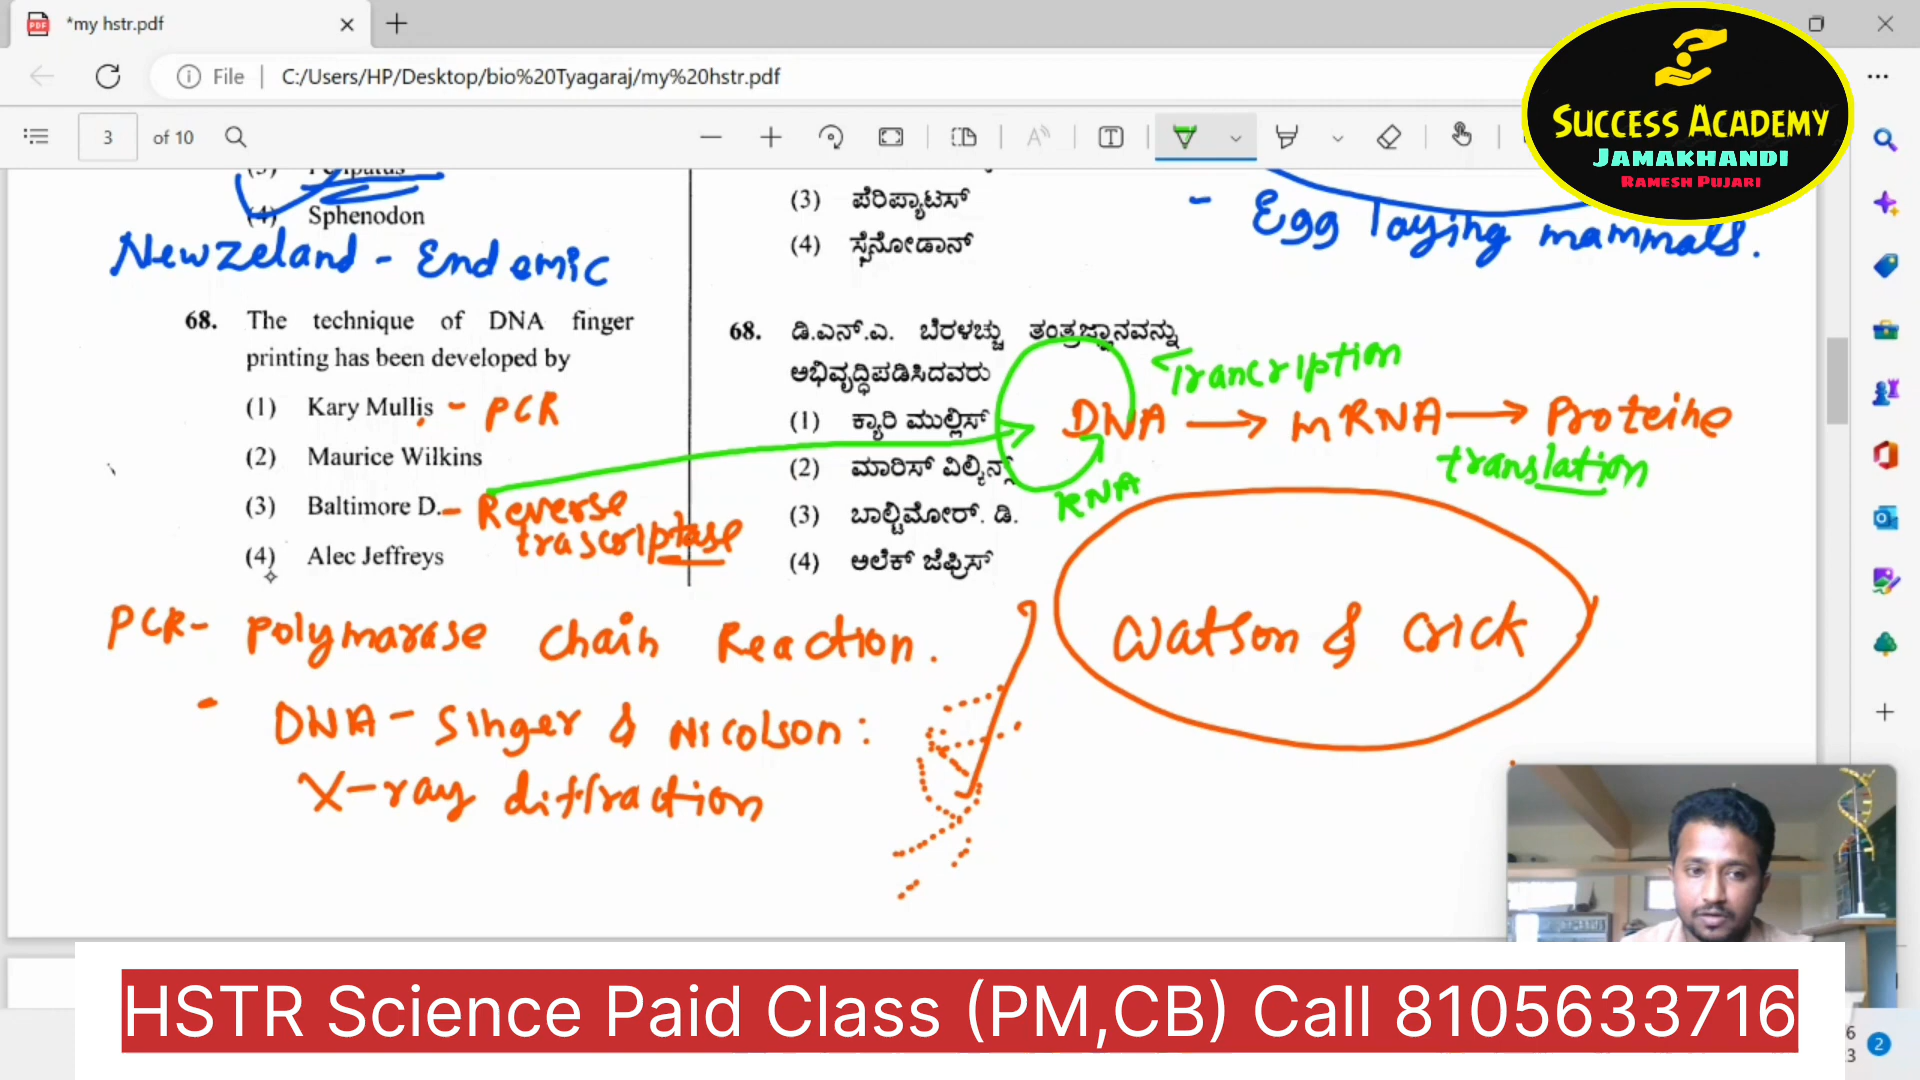 *my hstr.pdf
File
C:/Users/HP/Desktop/bio%20Tyagaraj/my%20hstr.pdf
3 of 10
SUCCESS ACADEMY
JAMAKHANDI
RAMESH PUJARI
(4) Sphenodon
Newzeland - Endemic
68. The technique of DNA finger
printing has been developed by
(1) Kary Mullis - PCR
(2) Maurice Wilkins
(3) Baltimore D. - Reverse
trascriptase
(4) Alec Jeffreys
(3) ಪೆರಿಪ್ಯಾಟಸ್
(4) ಸ್ಫೆನೋಡಾನ್
- Egg laying mammals.
68. ಡಿ.ಎನ್.ಎ. ಬೆರಳಚ್ಚು ತಂತ್ರಜ್ಞಾನವನ್ನು
ಅಭಿವೃದ್ಧಿಪಡಿಸಿದವರು
(1) ಕ್ಯಾರಿ ಮುಲ್ಲಿಸ್
(2) ಮಾರಿಸ್ ವಿಲ್ಕಿನ್ಸ್
(3) ಬಾಲ್ಟಿಮೋರ್. ಡಿ.
(4) ಅಲೆಕ್ ಜೆಫ್ರಿಸ್
Trancription
DNA → mRNA → Proteine
translation
RNA
Watson & Crick
PCR - Polymarase Chain Reaction.
- DNA - Singer & Nicolson:
X-ray diffraction
HSTR Science Paid Class (PM,CB) Call 8105633716
2